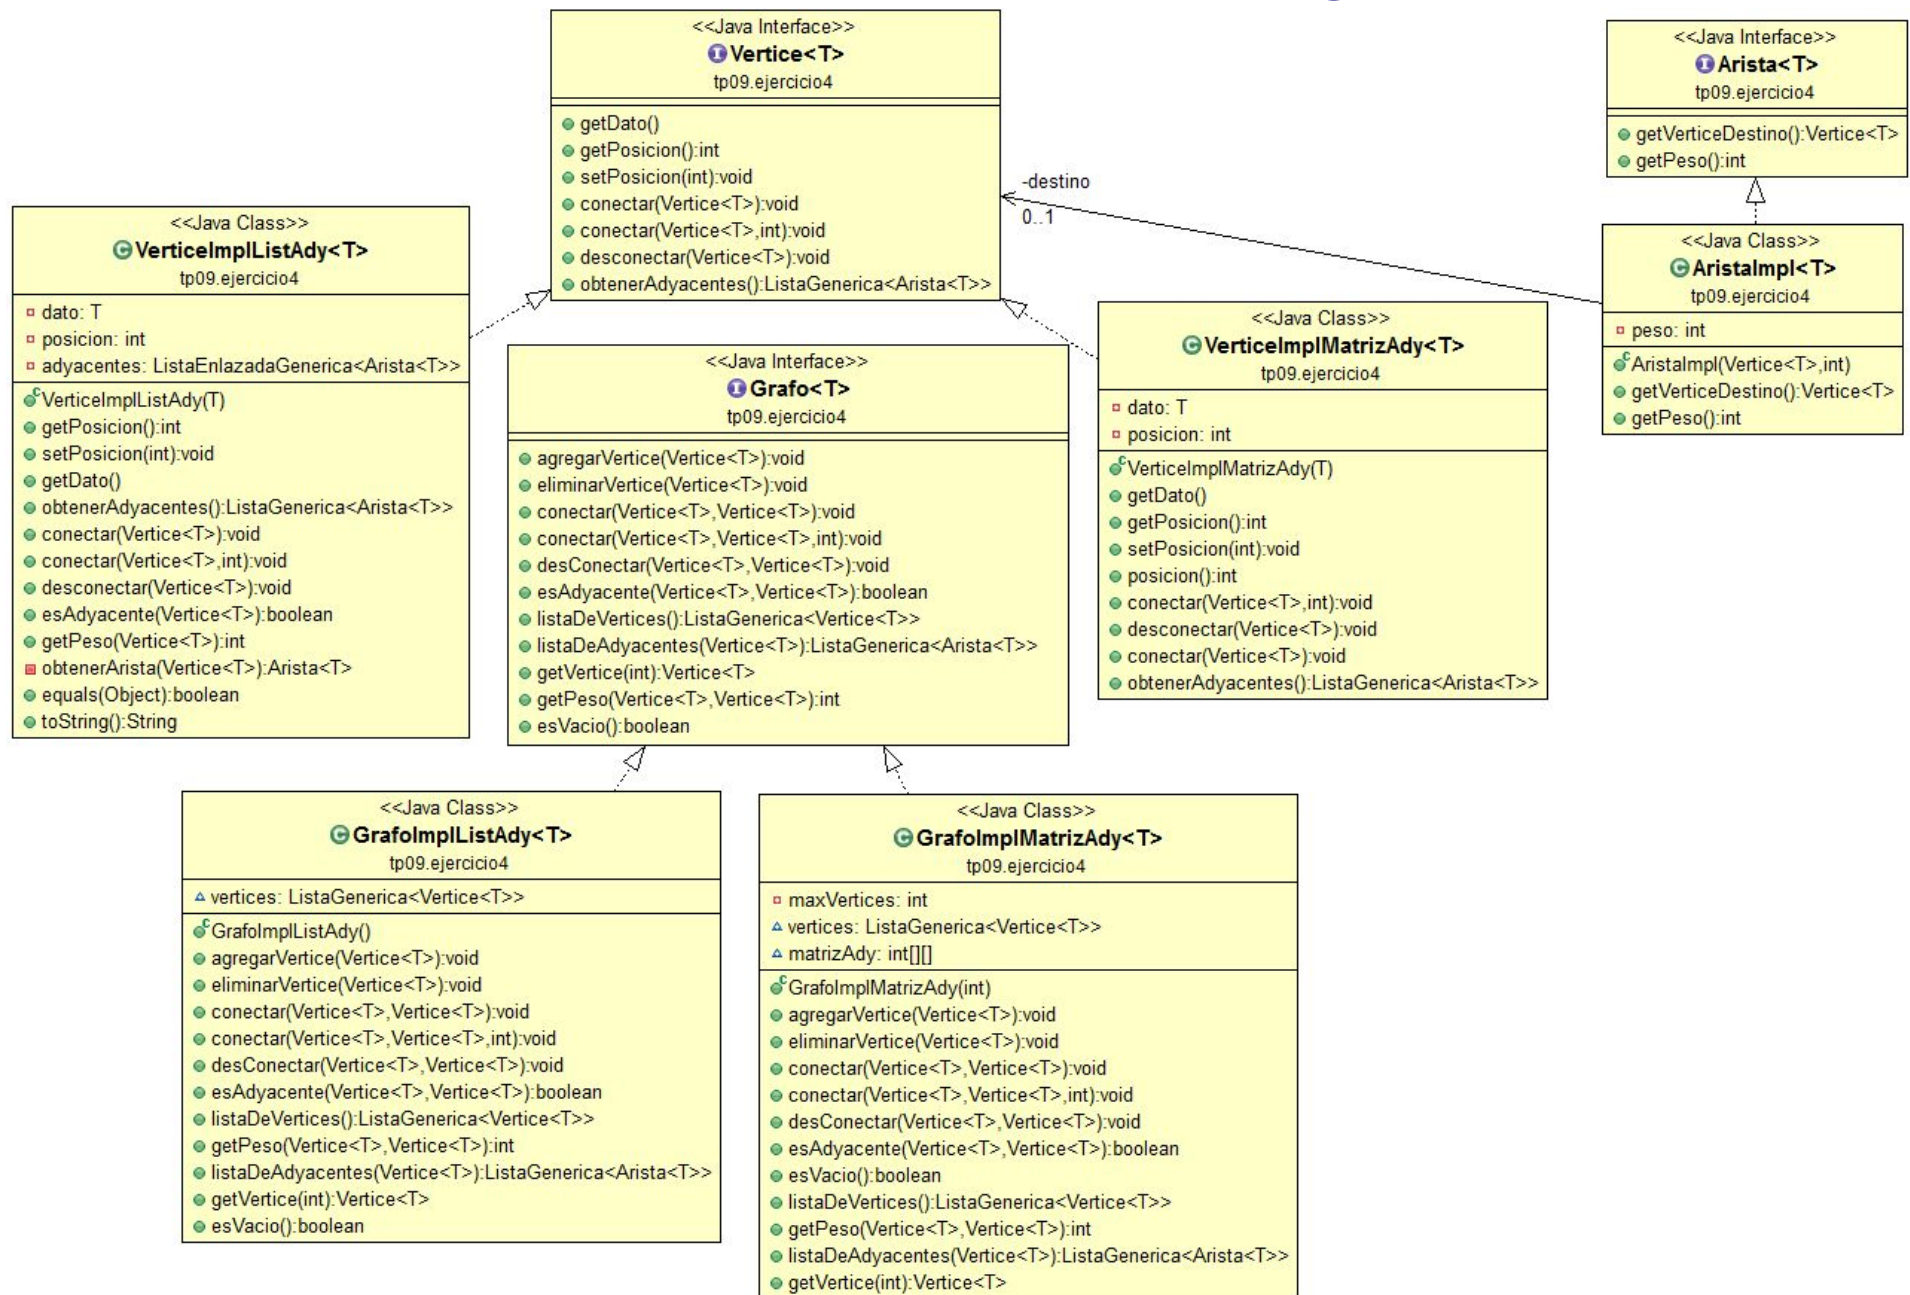 <<Java Interface>>
Vertice<T>
tp09.ejercicio4
getDato()
getPosicion():int
setPosicion(int):void
conectar(Vertice<T>):void
conectar(Vertice<T>,int):void
desconectar(Vertice<T>):void
obtenerAdyacentes():ListaGenerica<Arista<T>>
<<Java Interface>>
Arista<T>
tp09.ejercicio4
getVerticeDestino():Vertice<T>
getPeso():int
-destino
0..1
<<Java Class>>
VerticeImplListAdy<T>
tp09.ejercicio4
dato: T
posicion: int
adyacentes: ListaEnlazadaGenerica<Arista<T>>
VerticeImplListAdy(T)
getPosicion():int
setPosicion(int):void
getDato()
obtenerAdyacentes():ListaGenerica<Arista<T>>
conectar(Vertice<T>):void
conectar(Vertice<T>,int):void
desconectar(Vertice<T>):void
esAdyacente(Vertice<T>):boolean
getPeso(Vertice<T>):int
obtenerArista(Vertice<T>):Arista<T>
equals(Object):boolean
toString():String
<<Java Interface>>
Grafo<T>
tp09.ejercicio4
agregarVertice(Vertice<T>):void
eliminarVertice(Vertice<T>):void
conectar(Vertice<T>,Vertice<T>):void
conectar(Vertice<T>,Vertice<T>,int):void
desConectar(Vertice<T>,Vertice<T>):void
esAdyacente(Vertice<T>,Vertice<T>):boolean
listaDeVertices():ListaGenerica<Vertice<T>>
listaDeAdyacentes(Vertice<T>):ListaGenerica<Arista<T>>
getVertice(int):Vertice<T>
getPeso(Vertice<T>,Vertice<T>):int
esVacio():boolean
<<Java Class>>
VerticeImplMatrizAdy<T>
tp09.ejercicio4
dato: T
posicion: int
VerticeImplMatrizAdy(T)
getDato()
getPosicion():int
setPosicion(int):void
posicion():int
conectar(Vertice<T>,int):void
desconectar(Vertice<T>):void
conectar(Vertice<T>):void
obtenerAdyacentes():ListaGenerica<Arista<T>>
<<Java Class>>
AristaImpl<T>
tp09.ejercicio4
peso: int
AristaImpl(Vertice<T>,int)
getVerticeDestino():Vertice<T>
getPeso():int
<<Java Class>>
GrafoImplListAdy<T>
tp09.ejercicio4
vertices: ListaGenerica<Vertice<T>>
GrafoImplListAdy()
agregarVertice(Vertice<T>):void
eliminarVertice(Vertice<T>):void
conectar(Vertice<T>,Vertice<T>):void
conectar(Vertice<T>,Vertice<T>,int):void
desConectar(Vertice<T>,Vertice<T>):void
esAdyacente(Vertice<T>,Vertice<T>):boolean
listaDeVertices():ListaGenerica<Vertice<T>>
getPeso(Vertice<T>,Vertice<T>):int
listaDeAdyacentes(Vertice<T>):ListaGenerica<Arista<T>>
getVertice(int):Vertice<T>
esVacio():boolean
<<Java Class>>
GrafoImplMatrizAdy<T>
tp09.ejercicio4
maxVertices: int
vertices: ListaGenerica<Vertice<T>>
matrizAdy: int[][]
GrafoImplMatrizAdy(int)
agregarVertice(Vertice<T>):void
eliminarVertice(Vertice<T>):void
conectar(Vertice<T>,Vertice<T>):void
conectar(Vertice<T>,Vertice<T>,int):void
desConectar(Vertice<T>,Vertice<T>):void
esAdyacente(Vertice<T>,Vertice<T>):boolean
esVacio():boolean
listaDeVertices():ListaGenerica<Vertice<T>>
getPeso(Vertice<T>,Vertice<T>):int
listaDeAdyacentes(Vertice<T>):ListaGenerica<Arista<T>>
getVertice(int):Vertice<T>